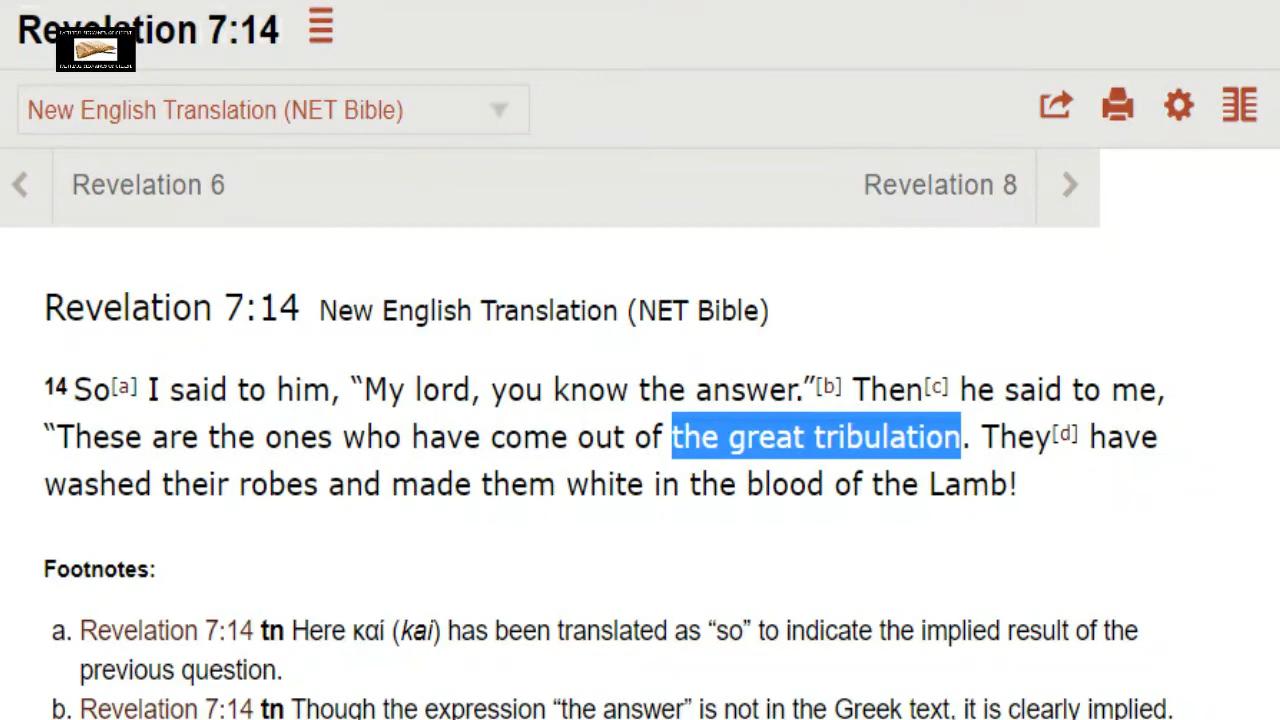 Revelation 7:14
New English Translation (NET Bible)
Revelation 6
Revelation 8
Revelation 7:14 New English Translation (NET Bible)
14 So[a] I said to him, “My lord, you know the answer.”[b] Then[c] he said to me,
“These are the ones who have come out of the great tribulation. They[d] have
washed their robes and made them white in the blood of the Lamb!
Footnotes:
a. Revelation 7:14 tn Here καί (kai) has been translated as “so” to indicate the implied result of the
previous question.
b. Revelation 7:14 tn Though the expression “the answer” is not in the Greek text, it is clearly implied.